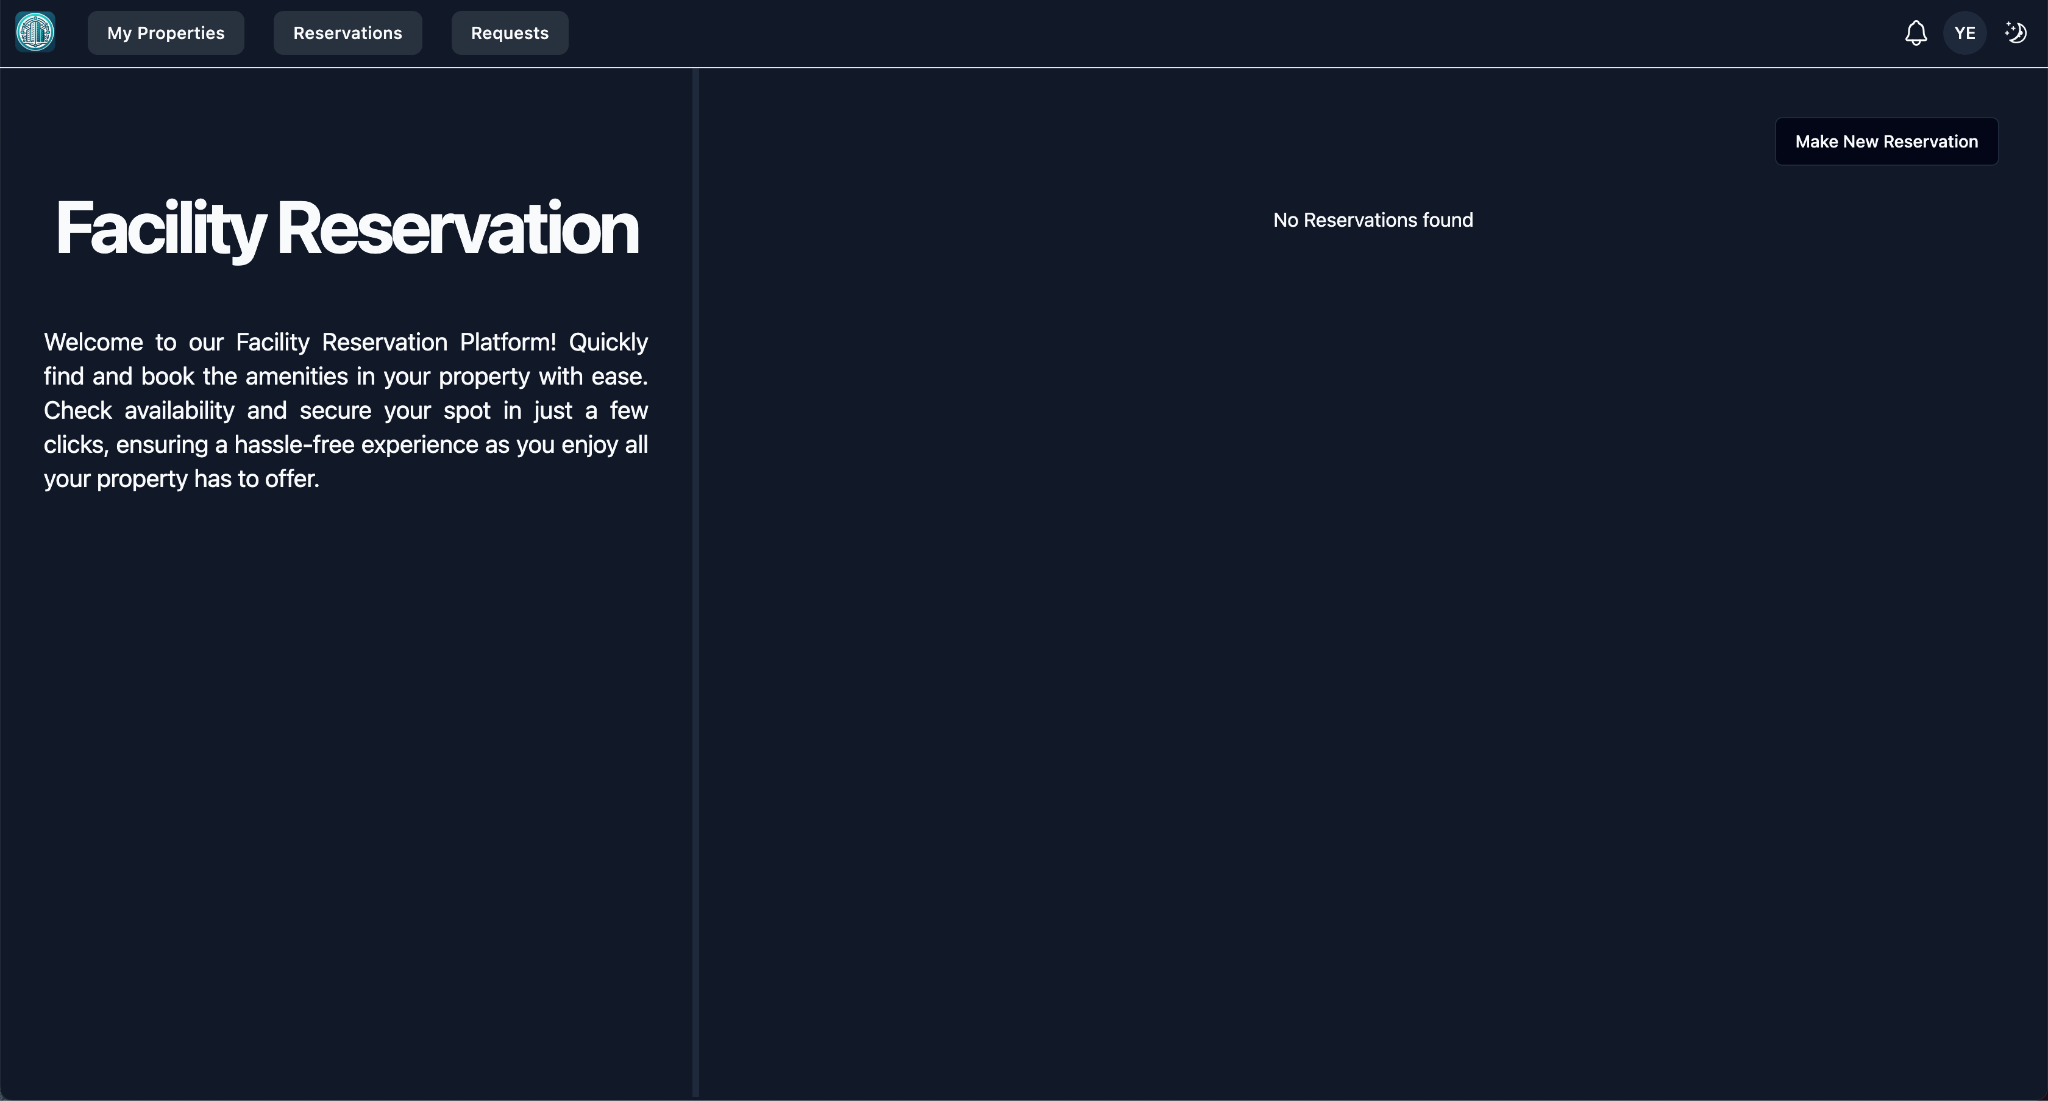 My Properties
Reservations
Requests
YE
Make New Reservation
Facility Reservation
No Reservations found
Welcome to our Facility Reservation Platform! Quickly
find and book the amenities in your property with ease.
Check availability and secure your spot in just a few
clicks, ensuring a hassle-free experience as you enjoy all
your property has to offer.